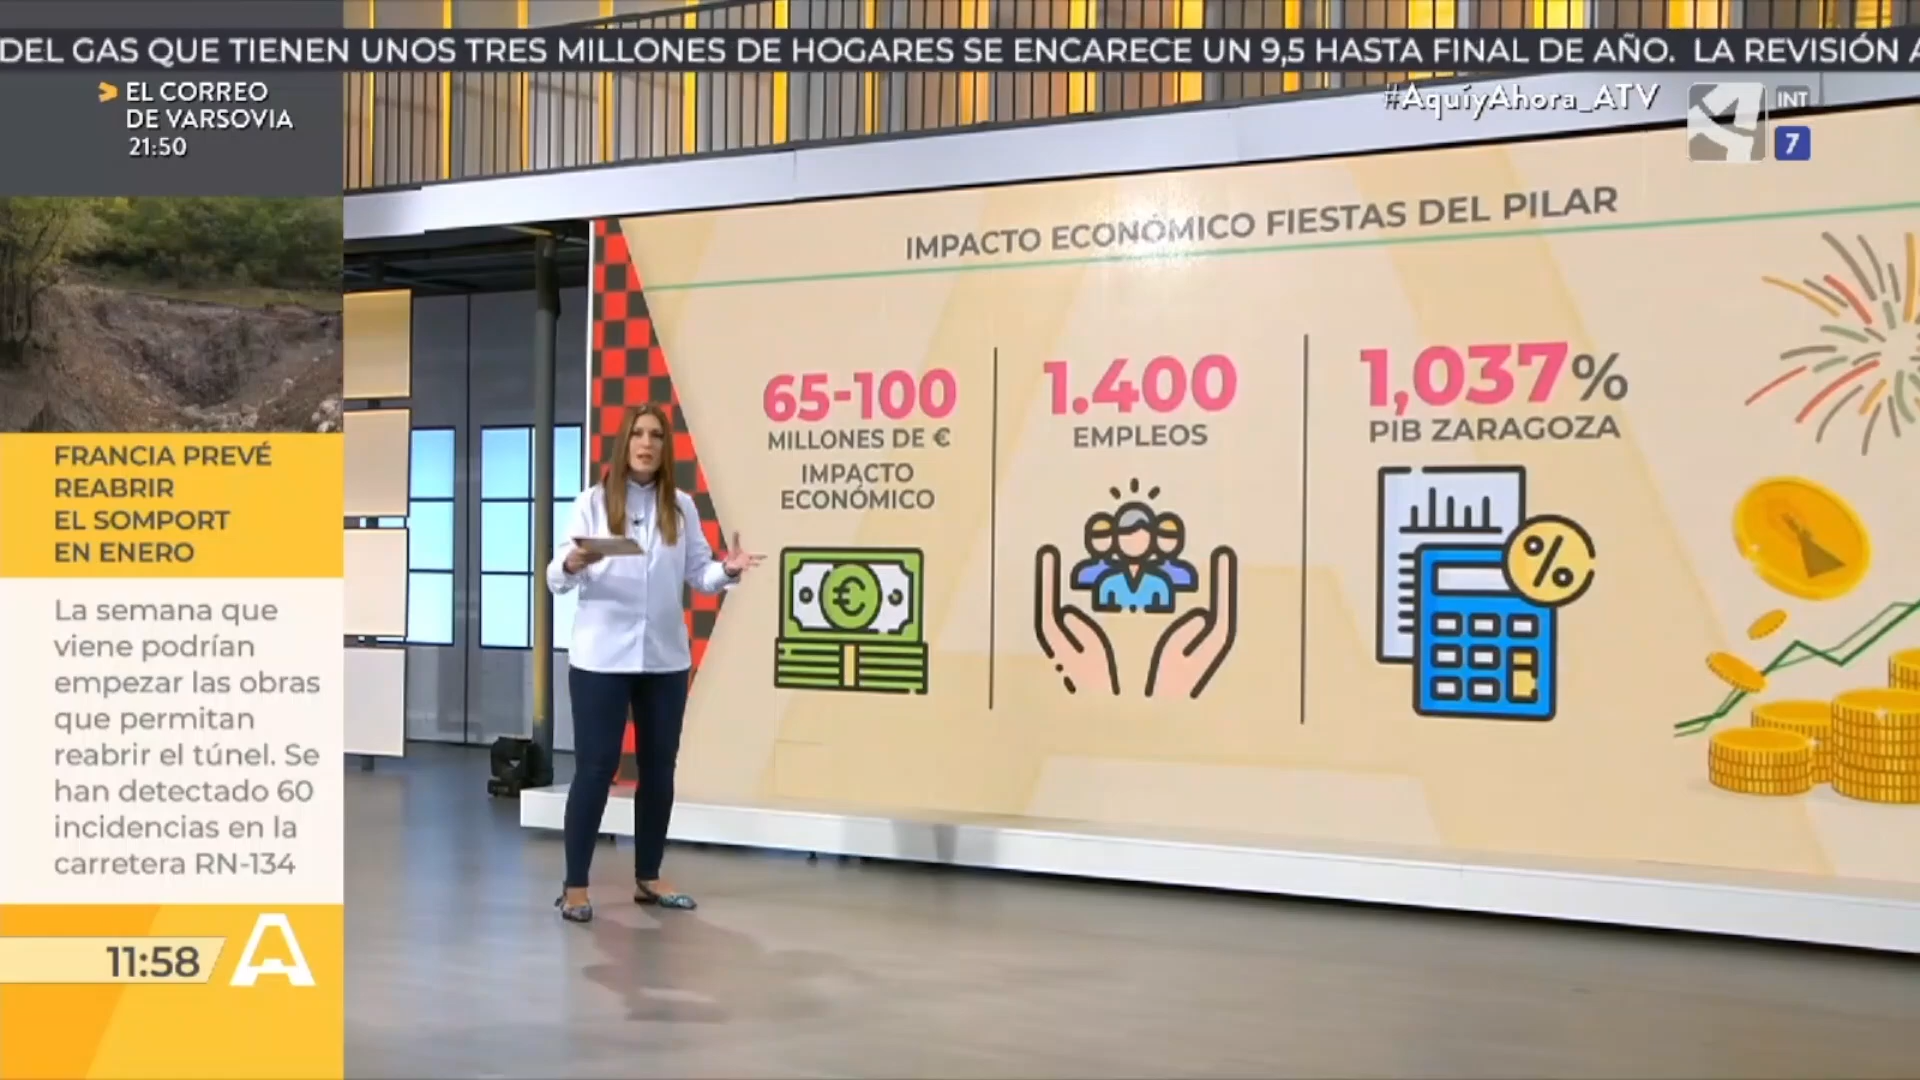 DEL GAS QUE TIENEN UNOS TRES MILLONES DE HOGARES SE ENCARECE UN 9,5 HASTA FINAL DE AÑO. LA REVISIÓN A
EL CORREO
DE VARSOVIA
21:50
#AquíyAhora_ATV
INT
7
IMPACTO ECONÓMICO FIESTAS DEL PILAR
65-100
MILLONES DE €
IMPACTO
ECONÓMICO
1.400
EMPLEOS
1,037%
PIB ZARAGOZA
€
%
FRANCIA PREVÉ
REABRIR
EL SOMPORT
EN ENERO
La semana que
viene podrían
empezar las obras
que permitan
reabrir el túnel. Se
han detectado 60
incidencias en la
carretera RN-134
11:58
A